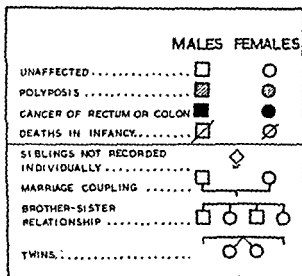 MALES FEMALES
UNAFFECTED
POLYPOSIS
CANCER OF RECTUM OR COLON
DEATHS IN INFANCY
SIBLINGS NOT RECORDED
INDIVIDUALLY
MARRIAGE COUPLING
BROTHER-SISTER
RELATIONSHIP
TWINS